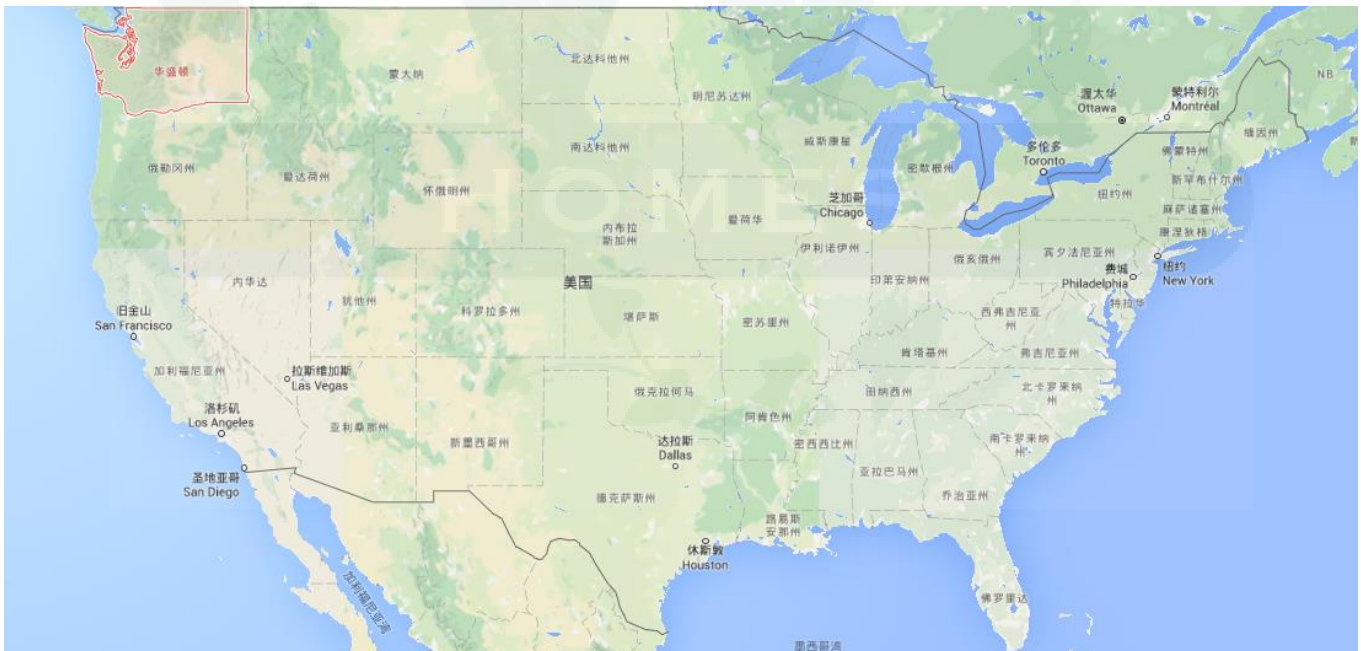 华盛顿
蒙大纳
北达科他州
明尼苏达州
渥太华
Ottawa
蒙特利尔
Montréal
NB
缅因州
俄勒冈州
爱达荷州
怀俄明州
南达科他州
威斯康星
密歇根州
多伦多
Toronto
佛蒙特州
新罕布什尔州
纽约州
麻萨诸塞州
康涅狄格
HOME
芝加哥
Chicago
爱荷华
内布拉
斯加州
伊利诺伊州
印第安纳州
俄亥俄州
宾夕法尼亚州
费城
Philadelphia
纽约
New York
特拉华
内华达
犹他州
科罗拉多州
美国
堪萨斯
密苏里州
西弗吉尼亚
州
肯塔基州
弗吉尼亚州
旧金山
San Francisco
加利福尼亚州
拉斯维加斯
Las Vegas
俄克拉何马
阿肯色州
田纳西州
北卡罗来纳
州
洛杉矶
Los Angeles
亚利桑那州
新墨西哥州
达拉斯
Dallas
密西西比州
亚拉巴马州
南卡罗来纳
州
圣地亚哥
San Diego
德克萨斯州
路易斯
安那州
乔治亚州
休斯敦
Houston
加利福尼亚湾
佛罗里达
墨西哥湾